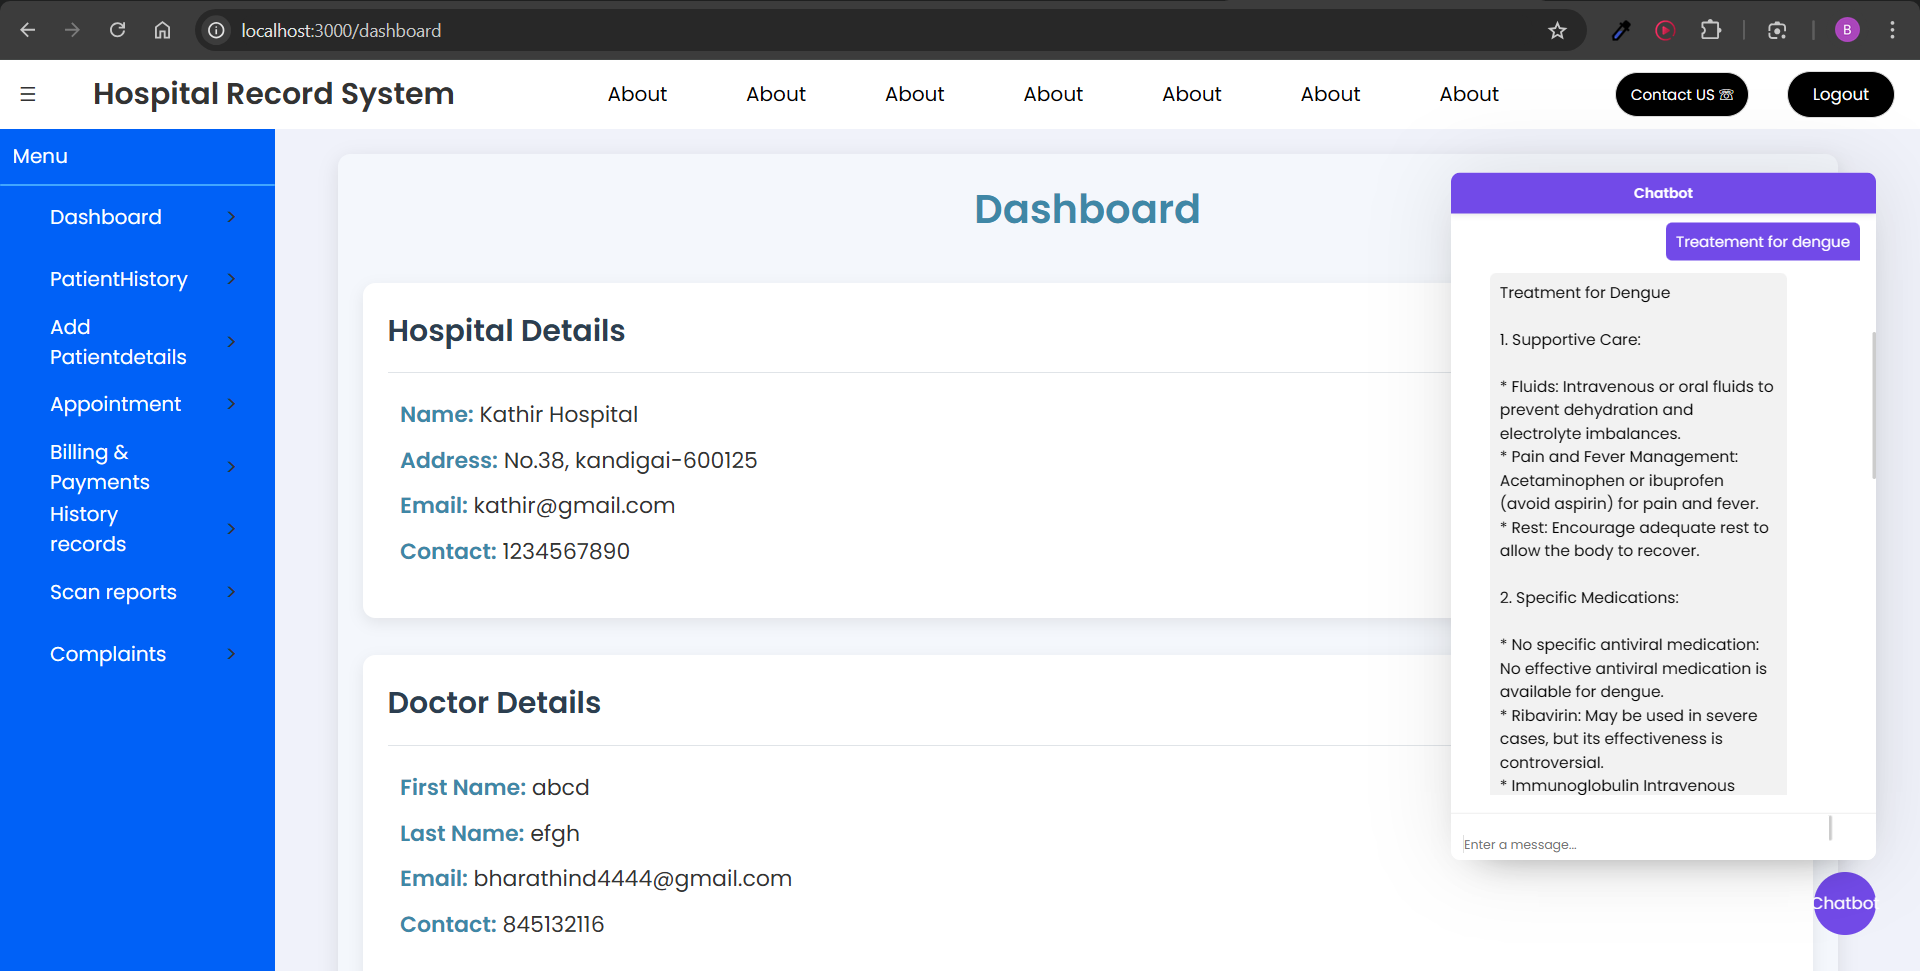 localhost:3000/dashboard
B
☰ Hospital Record System About About About About About About About Contact US ☏ Logout
Menu
Dashboard
PatientHistory
Add
Patientdetails
Appointment
Billing &
Payments
History
records
Scan reports
Complaints
Dashboard
Hospital Details
Name: Kathir Hospital
Address: No.38, kandigai-600125
Email: kathir@gmail.com
Contact: 1234567890
Doctor Details
First Name: abcd
Last Name: efgh
Email: bharathind4444@gmail.com
Contact: 845132116
Chatbot
Treatement for dengue
Treatment for Dengue
1. Supportive Care:
* Fluids: Intravenous or oral fluids to
prevent dehydration and
electrolyte imbalances.
* Pain and Fever Management:
Acetaminophen or ibuprofen
(avoid aspirin) for pain and fever.
* Rest: Encourage adequate rest to
allow the body to recover.
2. Specific Medications:
* No specific antiviral medication:
No effective antiviral medication is
available for dengue.
* Ribavirin: May be used in severe
cases, but its effectiveness is
controversial.
* Immunoglobulin Intravenous
Enter a message...
Chatbot